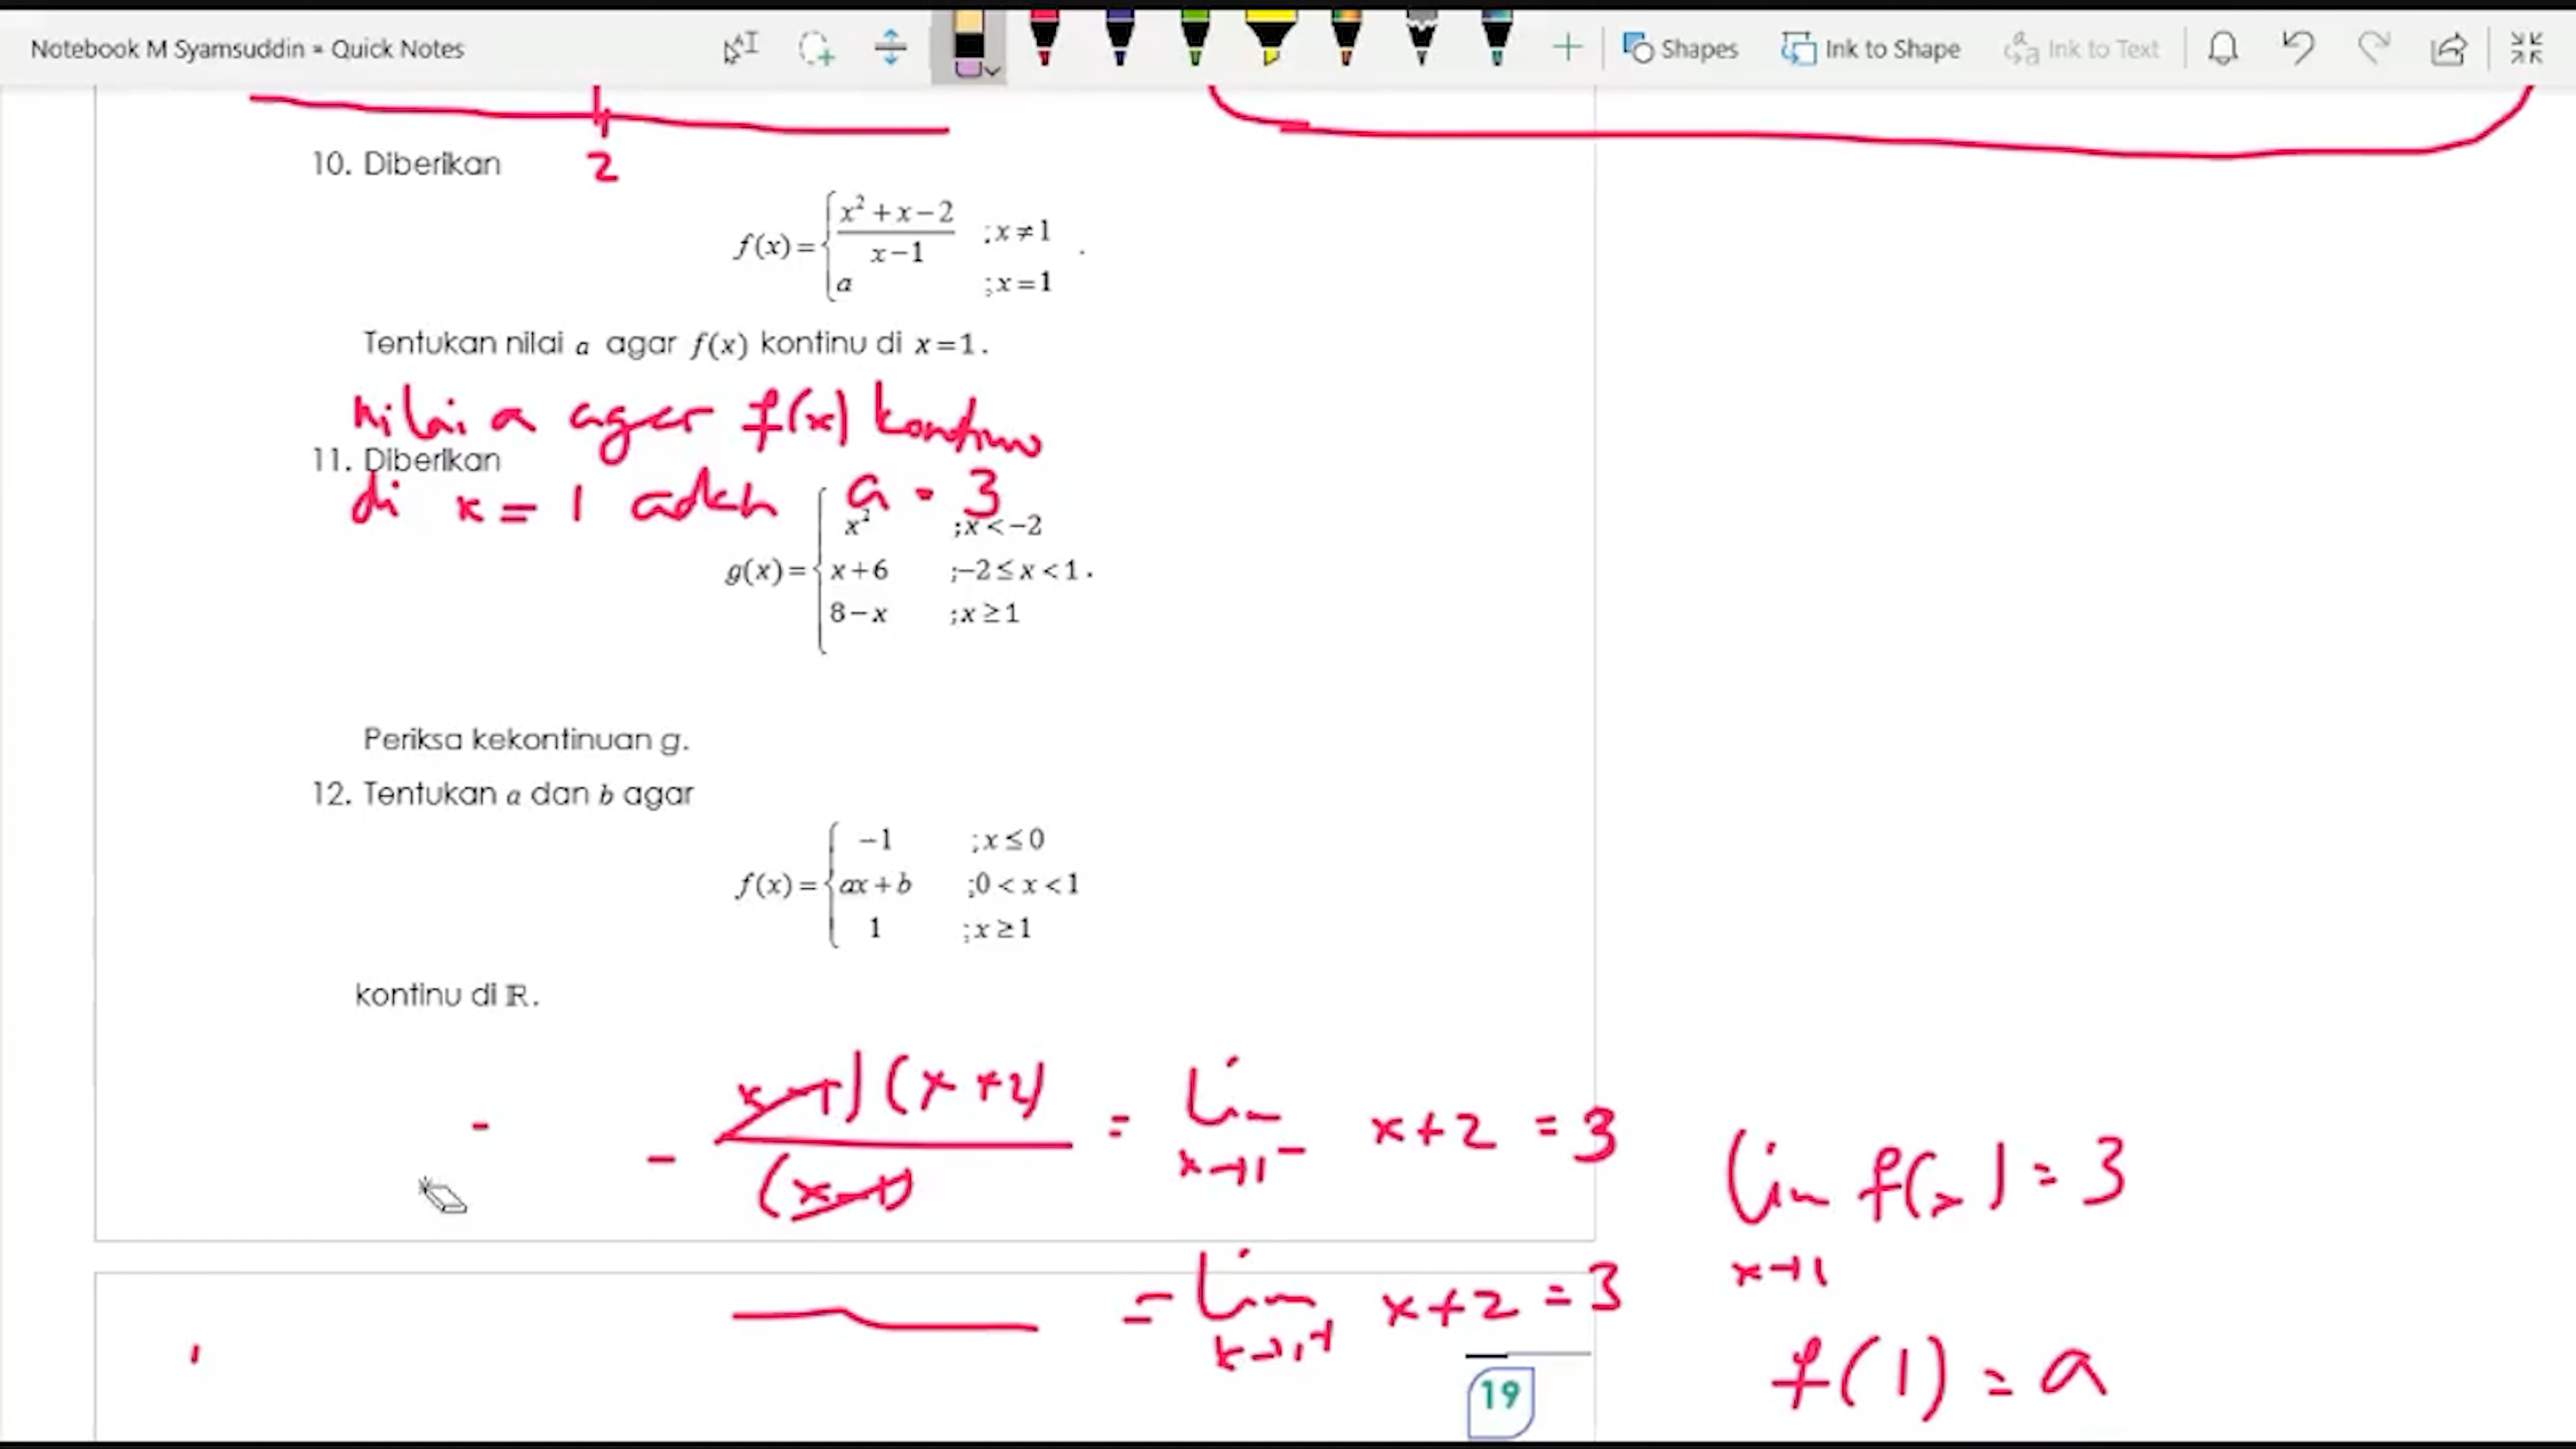 Notebook M Syamsuddin » Quick Notes
Shapes
Ink to Shape
Ink to Text
2
10. Diberikan
f(x)={ x²+x−2 / x−1 ;x≠1 .
a ;x=1
Tentukan nilai a agar f(x) kontinu di x=1.
nilai a agar f(x) kontinu
11. Diberikan
di x = 1 adlh a = 3
x² ;x<−2
g(x)={ x+6 ;−2≤x<1.
8−x ;x≥1
Periksa kekontinuan g.
12. Tentukan a dan b agar
−1 ;x≤0
f(x)={ ax+b ;0<x<1
1 ;x≥1
kontinu di ℝ.
x−1)(x+2) / (x−1) = lim x→1⁻ x+2 = 3
lim x→1 f(x) = 3
= lim x→1⁺ x+2 = 3
f(1) = a
19